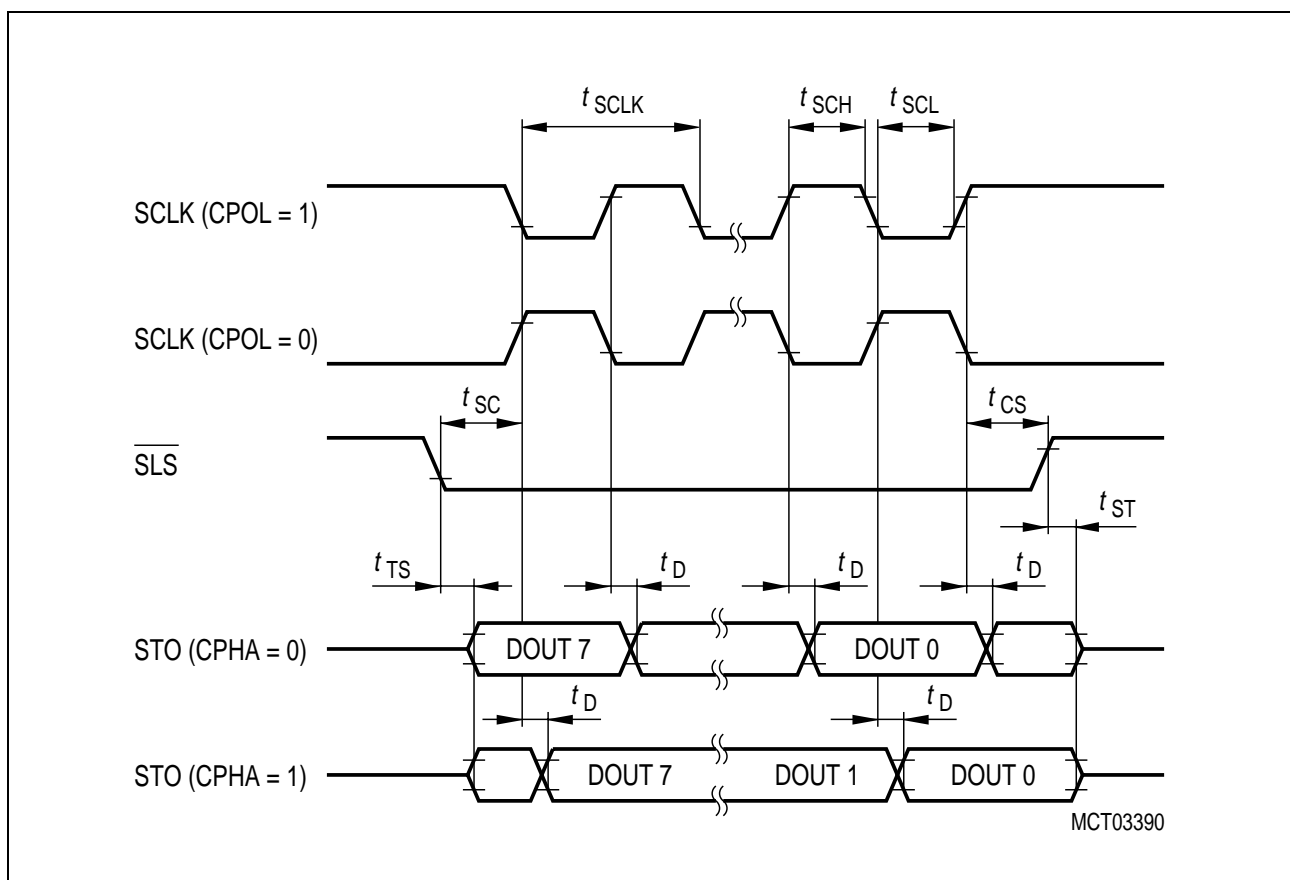 t SCLK
t SCH
t SCL
SCLK (CPOL = 1)
SCLK (CPOL = 0)
t SC
t CS
SLS
t ST
t TS
t D
t D
t D
STO (CPHA = 0)
DOUT 7
DOUT 0
t D
t D
STO (CPHA = 1)
DOUT 7
DOUT 1
DOUT 0
MCT03390